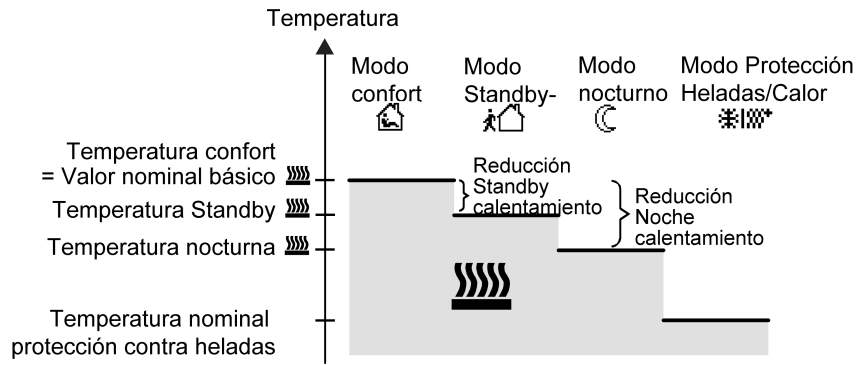 Temperatura
Modo
confort
Modo
Standby-
Modo
nocturno
Modo Protección
Heladas/Calor
Temperatura confort
= Valor nominal básico
Temperatura Standby
Temperatura nocturna
Temperatura nominal
protección contra heladas
Reducción
Standby
calentamiento
Reducción
Noche
calentamiento